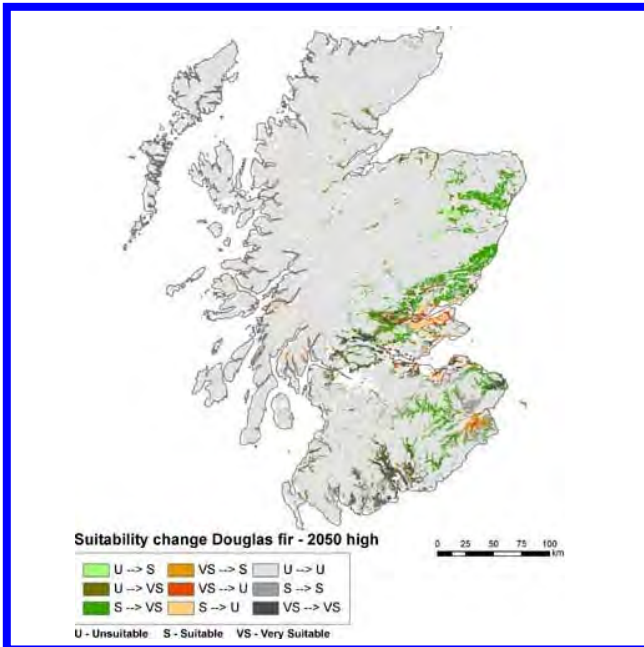 Suitability change Douglas fir - 2050 high
0 25 50 75 100
km
U --> S VS --> S U --> U
U --> VS VS --> U S --> S
S --> VS S --> U VS --> VS
U - Unsuitable S - Suitable VS - Very Suitable